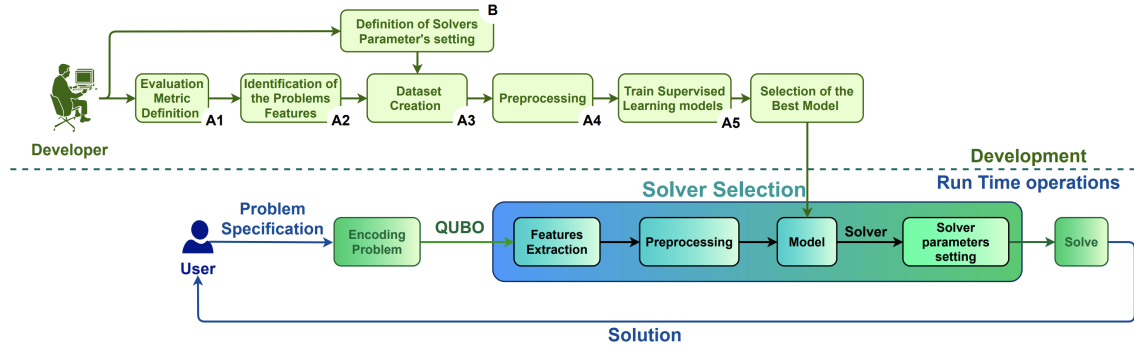 B
Definition of Solvers
Parameter's setting
Evaluation
Metric
Definition
A1
Identification of
the Problems
Features
A2
Dataset
Creation
A3
Preprocessing
A4
Train Supervised
Learning models
A5
Selection of the
Best Model
Developer
Development
Run Time operations
Solver Selection
Problem
Specification
User
Encoding
Problem
QUBO
Features
Extraction
Preprocessing
Model
Solver
Solver
parameters
setting
Solve
Solution